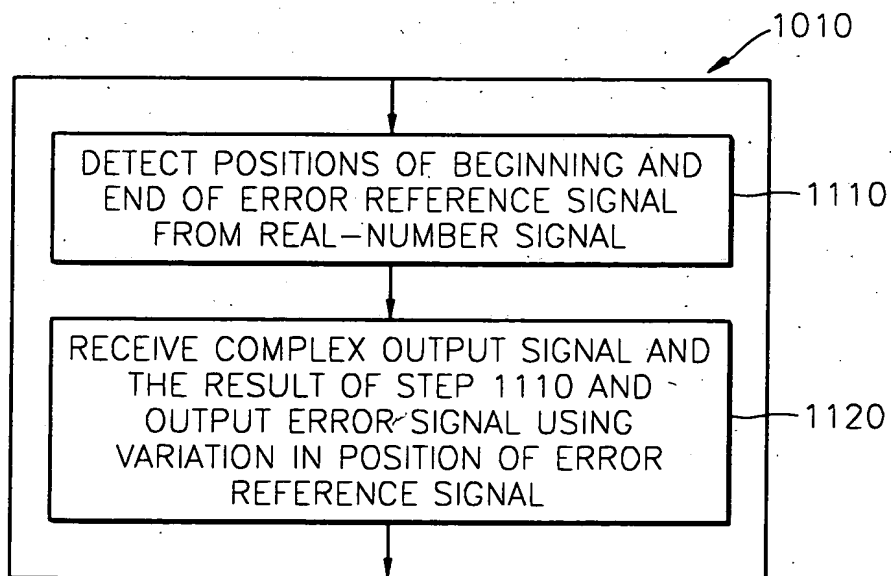 1010
DETECT POSITIONS OF BEGINNING AND
END OF ERROR REFERENCE SIGNAL
FROM REAL-NUMBER SIGNAL
1110
RECEIVE COMPLEX OUTPUT SIGNAL AND
THE RESULT OF STEP 1110 AND
OUTPUT ERROR SIGNAL USING
VARIATION IN POSITION OF ERROR
REFERENCE SIGNAL
1120